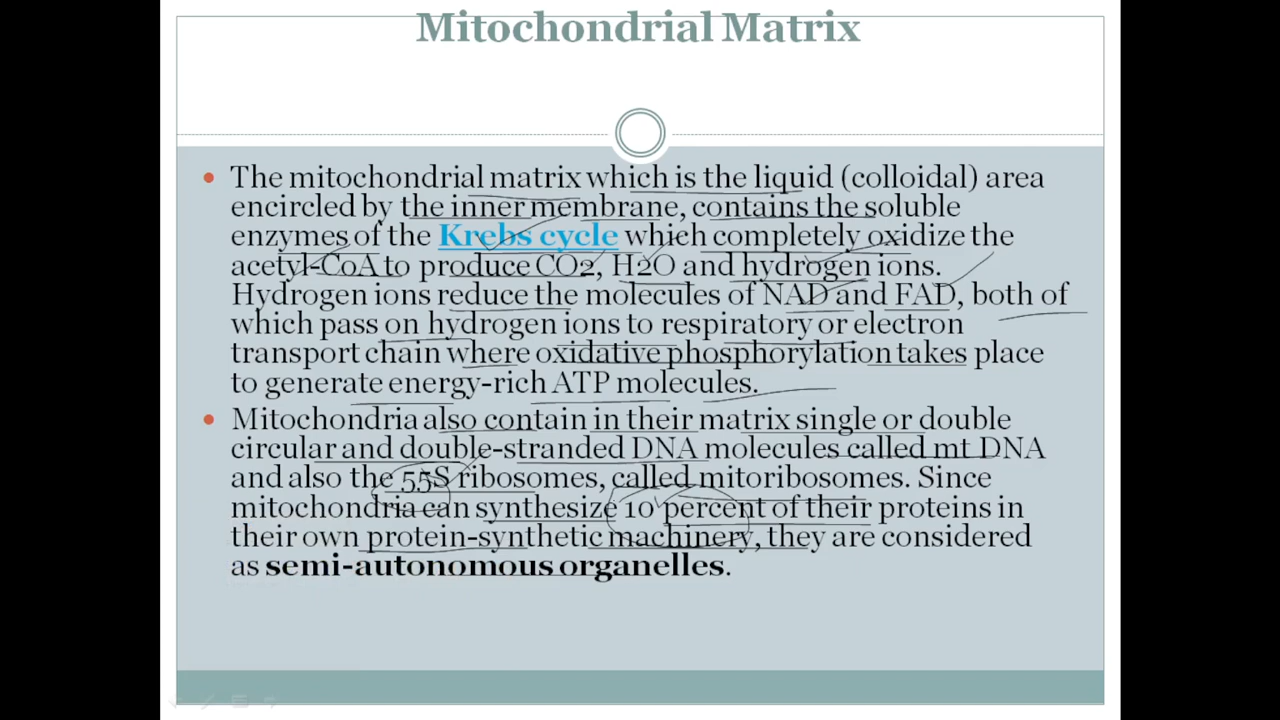 Mitochondrial Matrix
• The mitochondrial matrix which is the liquid (colloidal) area
encircled by the inner membrane, contains the soluble
enzymes of the Krebs cycle which completely oxidize the
acetyl-CoA to produce CO2, H2O and hydrogen ions.
Hydrogen ions reduce the molecules of NAD and FAD, both of
which pass on hydrogen ions to respiratory or electron
transport chain where oxidative phosphorylation takes place
to generate energy-rich ATP molecules.
• Mitochondria also contain in their matrix single or double
circular and double-stranded DNA molecules called mt DNA
and also the 55S ribosomes, called mitoribosomes. Since
mitochondria can synthesize 10 percent of their proteins in
their own protein-synthetic machinery, they are considered
as semi-autonomous organelles.